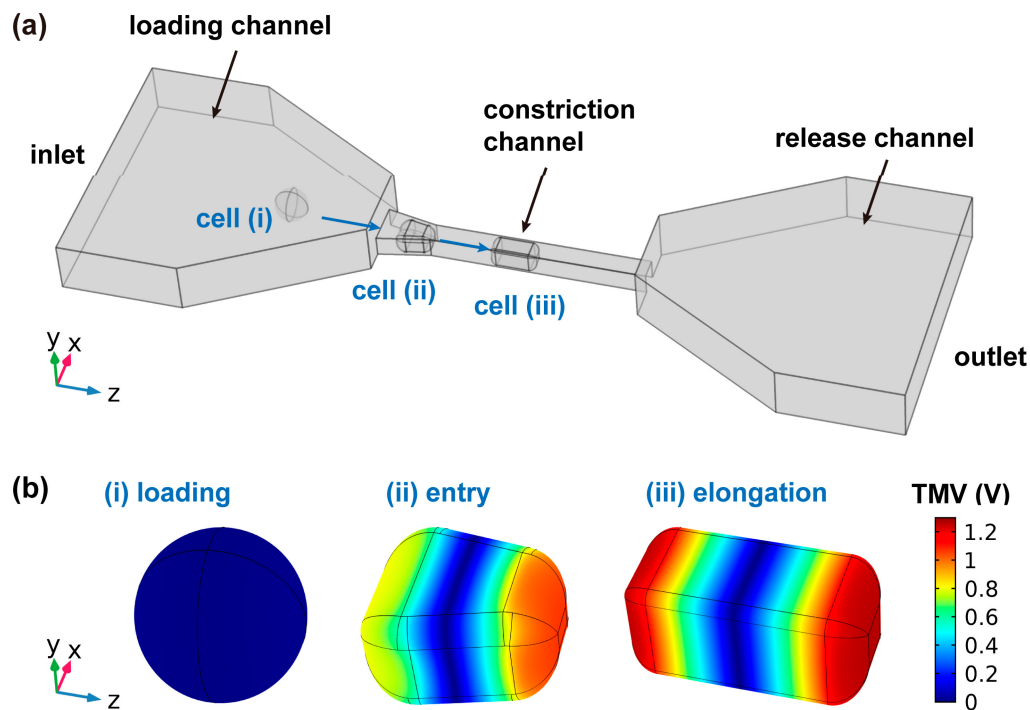 (a)
loading channel
constriction
channel
release channel
inlet
cell (i)
cell (ii)
cell (iii)
outlet
y
x
z
(b)
(i) loading
(ii) entry
(iii) elongation
TMV (V)
1.2
1
0.8
0.6
0.4
0.2
0
y
x
z